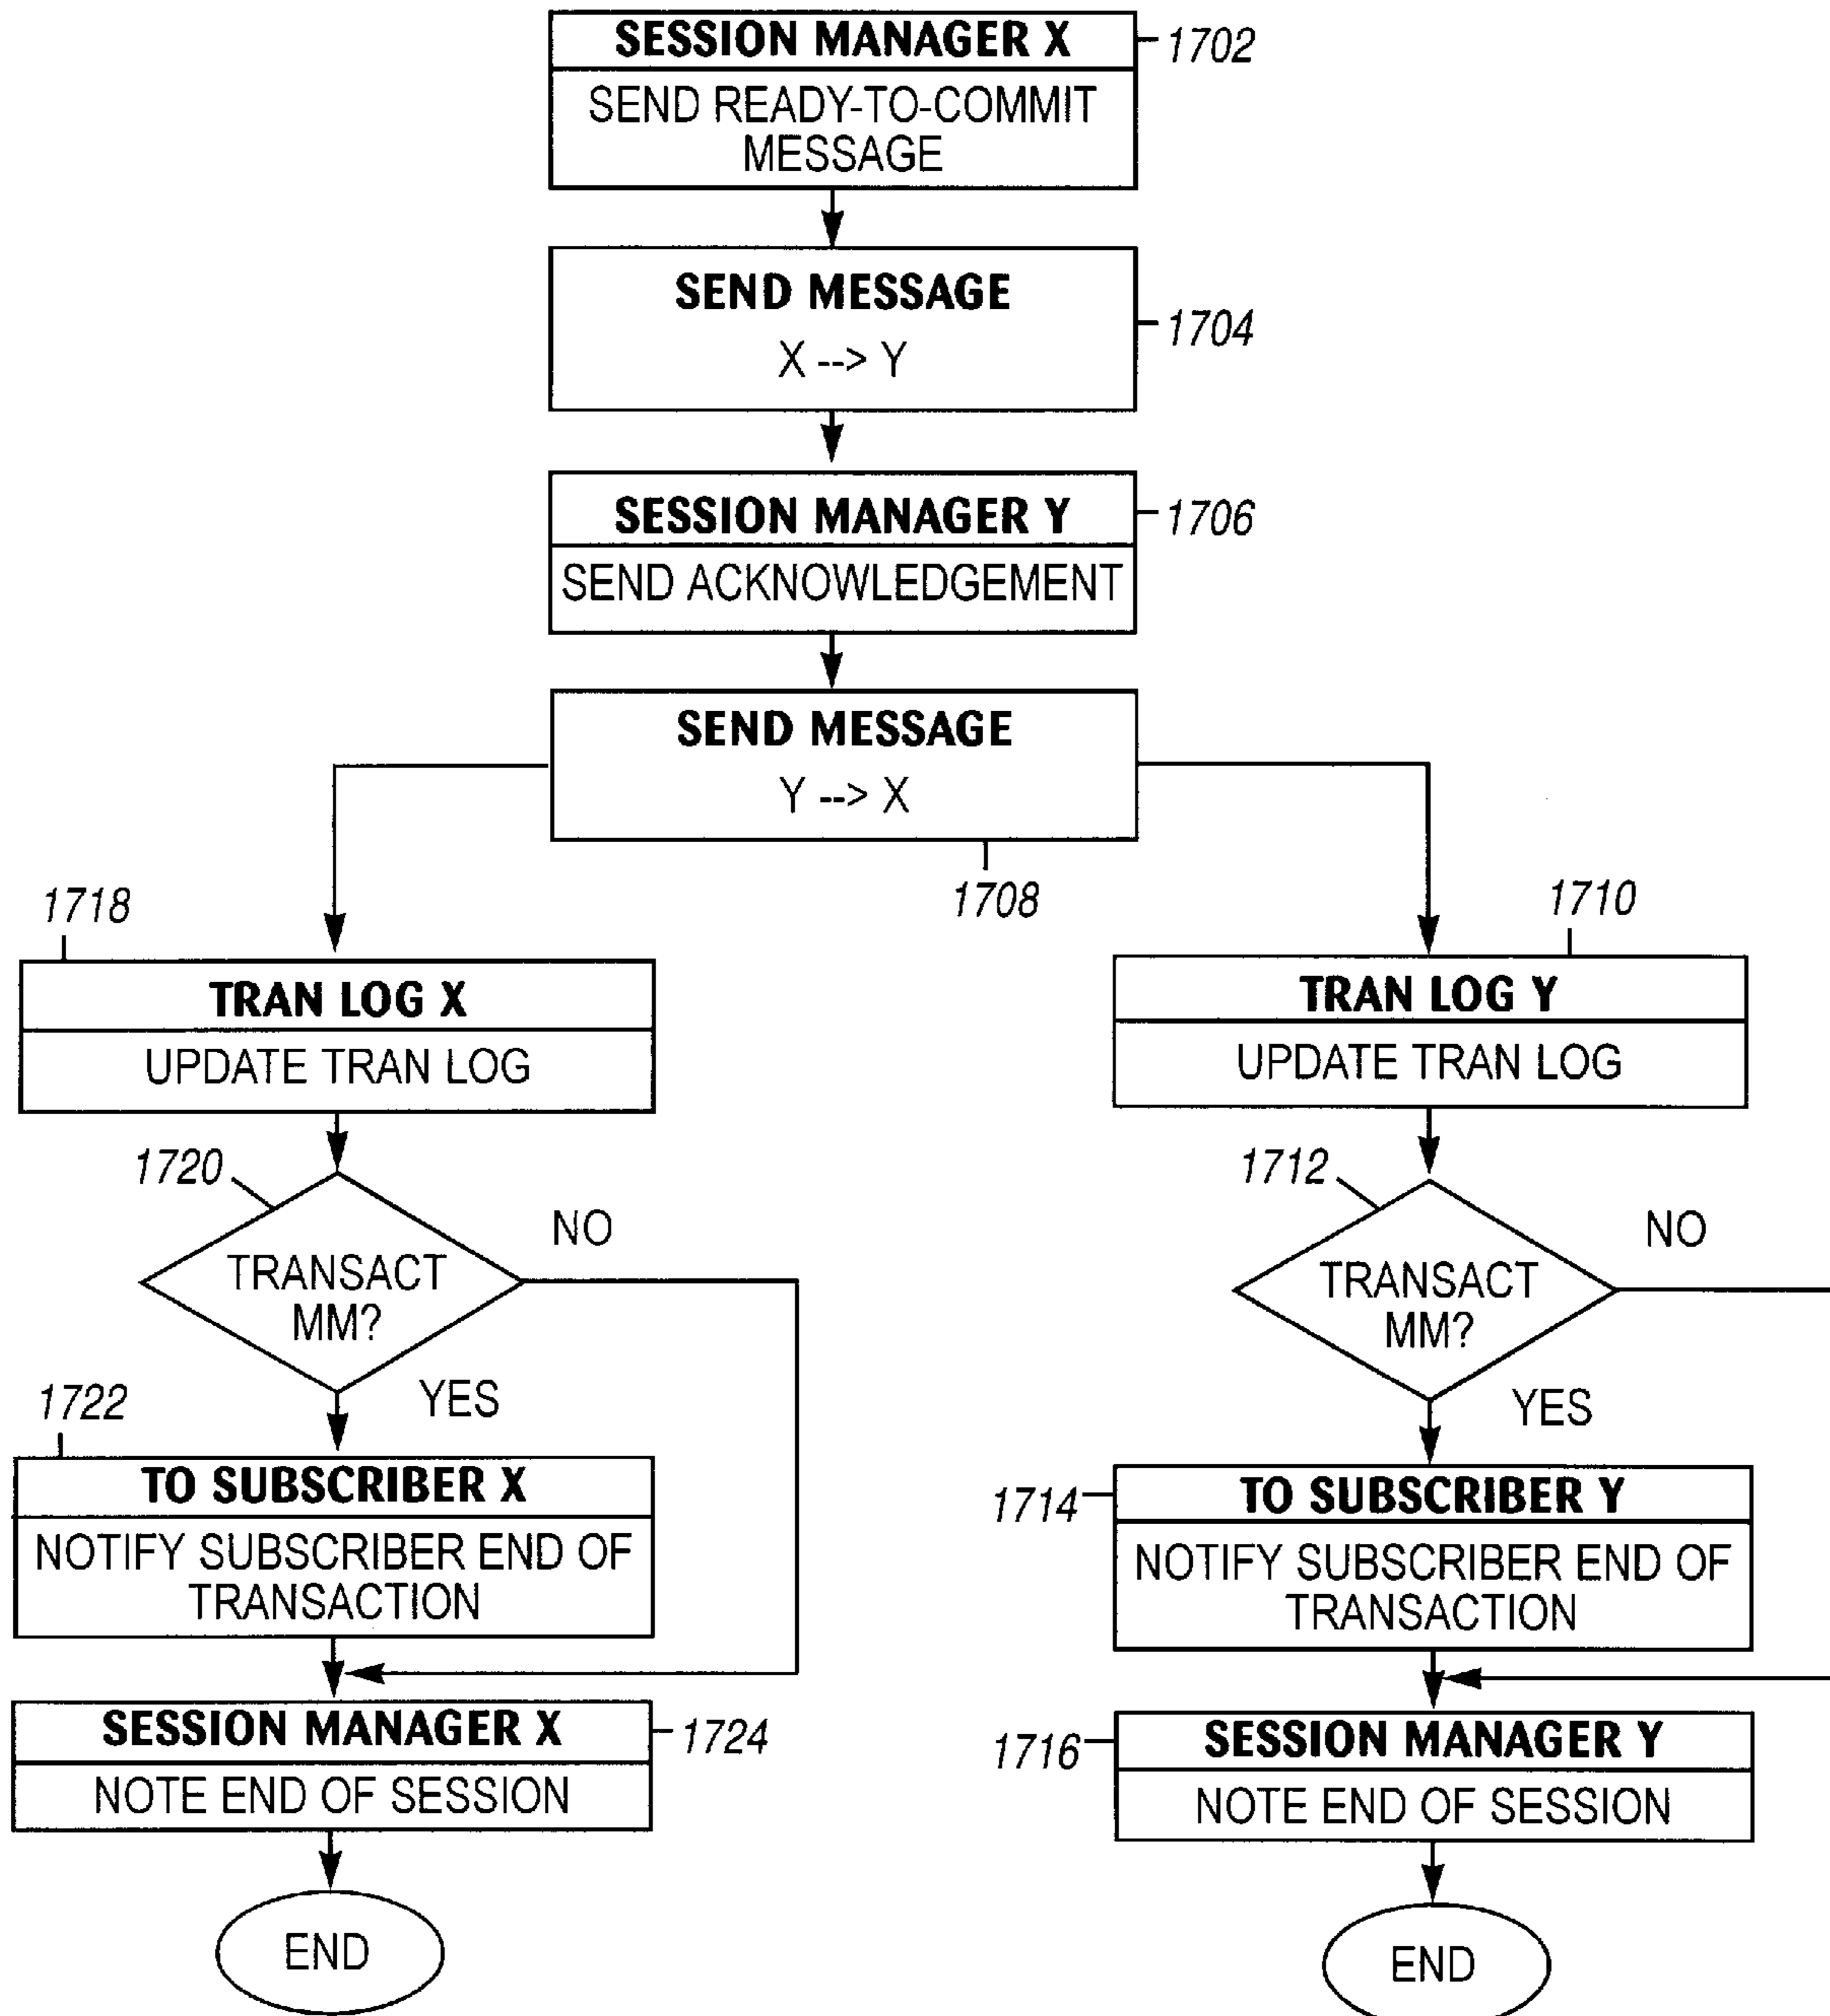 SESSION MANAGER X
1702
SEND READY-TO-COMMIT
MESSAGE
SEND MESSAGE
1704
X --> Y
SESSION MANAGER Y
1706
SEND ACKNOWLEDGEMENT
SEND MESSAGE
Y --> X
1708
1718
1710
TRAN LOG X
UPDATE TRAN LOG
TRAN LOG Y
UPDATE TRAN LOG
1720
NO
TRANSACT
MM?
YES
1712
NO
TRANSACT
MM?
YES
1722
TO SUBSCRIBER X
NOTIFY SUBSCRIBER END OF
TRANSACTION
1714
TO SUBSCRIBER Y
NOTIFY SUBSCRIBER END OF
TRANSACTION
SESSION MANAGER X
1724
NOTE END OF SESSION
1716
SESSION MANAGER Y
NOTE END OF SESSION
END
END